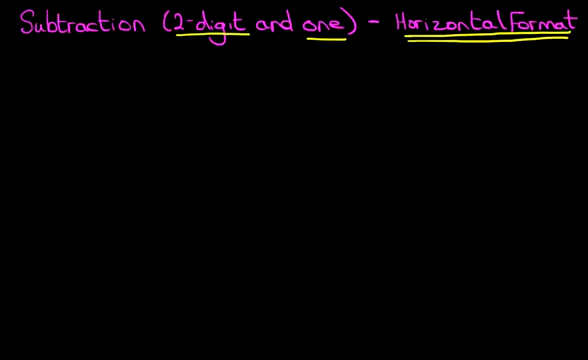 Subtraction (2-digit and one) - Horizontal Format